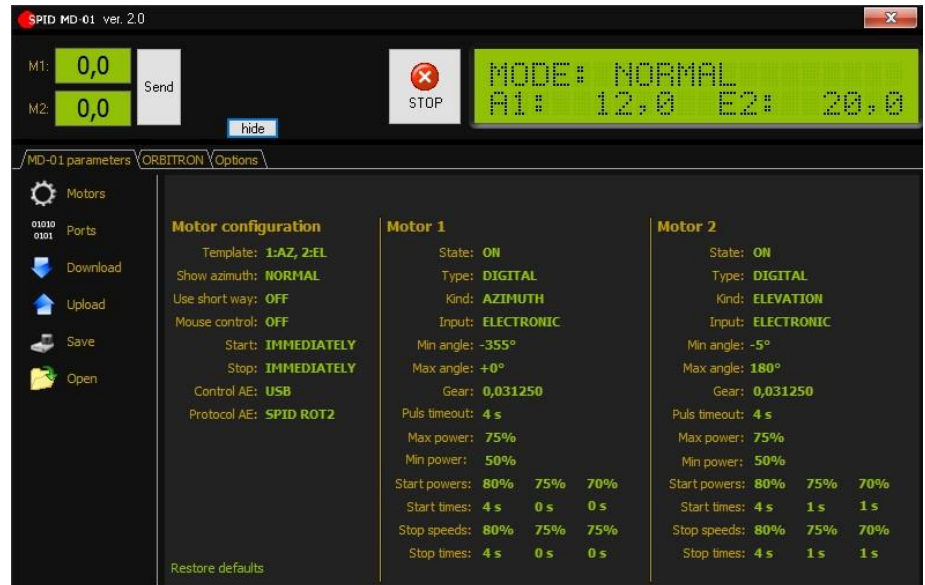 SPID MD-01 ver. 2.0
M1: 0,0
Send
M2: 0,0
hide
STOP
MODE: NORMAL
A1: 12,0 E2: 20,0
MD-01 parameters ORBITRON Options
Motors
01010
0101
Ports
Download
Upload
Save
Open
Motor configuration
Template: 1:AZ, 2:EL
Show azimuth: NORMAL
Use short way: OFF
Mouse control: OFF
Start: IMMEDIATELY
Stop: IMMEDIATELY
Control AE: USB
Protocol AE: SPID ROT2
Restore defaults
Motor 1
State: ON
Type: DIGITAL
Kind: AZIMUTH
Input: ELECTRONIC
Min angle: -355°
Max angle: +0°
Gear: 0,031250
Puls timeout: 4 s
Max power: 75%
Min power: 50%
Start powers: 80% 75% 70%
Start times: 4 s 0 s 0 s
Stop speeds: 80% 75% 75%
Stop times: 4 s 0 s 0 s
Motor 2
State: ON
Type: DIGITAL
Kind: ELEVATION
Input: ELECTRONIC
Min angle: -5°
Max angle: 180°
Gear: 0,031250
Puls timeout: 4 s
Max power: 75%
Min power: 50%
Start powers: 80% 75% 70%
Start times: 4 s 1 s 1 s
Stop speeds: 80% 75% 70%
Stop times: 4 s 1 s 1 s